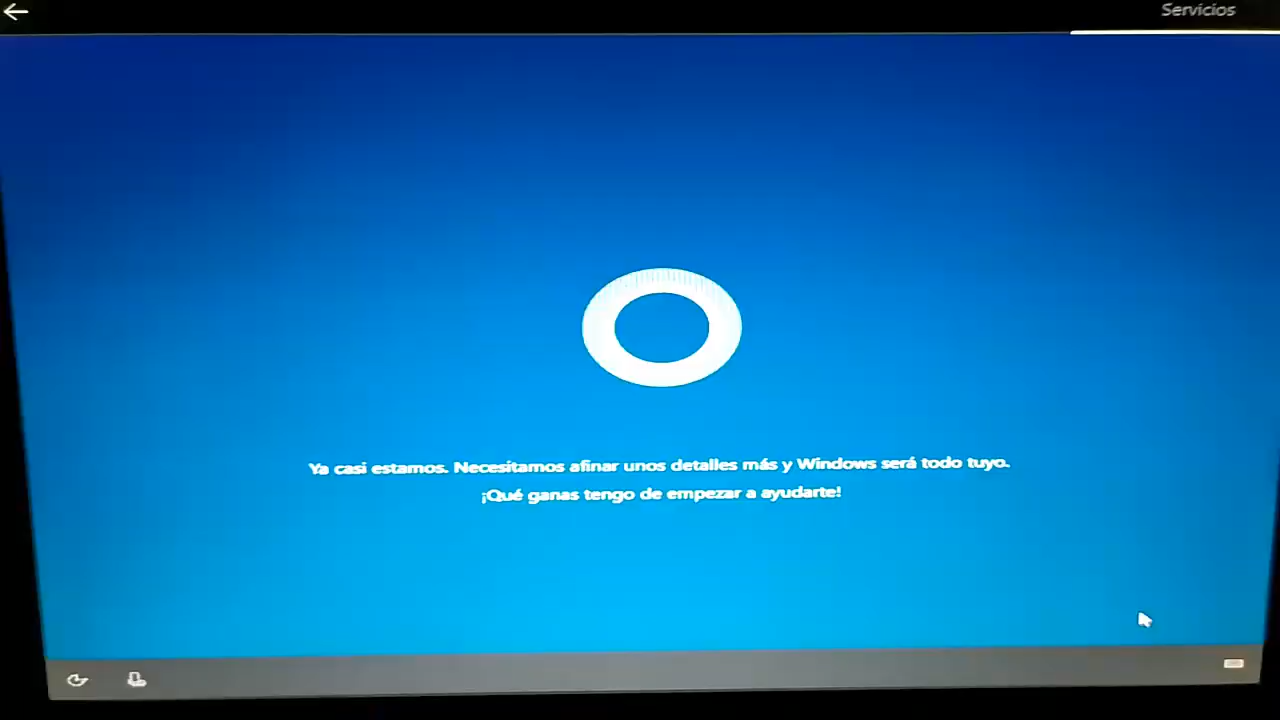 Servicios
Ya casi estamos. Necesitamos afinar unos detalles más y Windows será todo tuyo.
¡Qué ganas tengo de empezar a ayudarte!